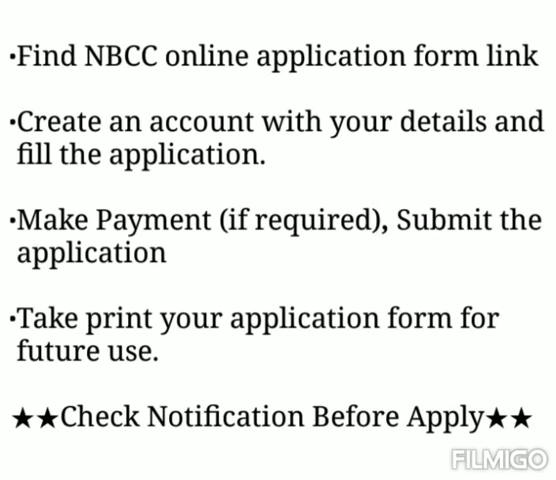 •Find NBCC online application form link
•Create an account with your details and
fill the application.
•Make Payment (if required), Submit the
application
•Take print your application form for
future use.
★★Check Notification Before Apply★★
FILMIGO